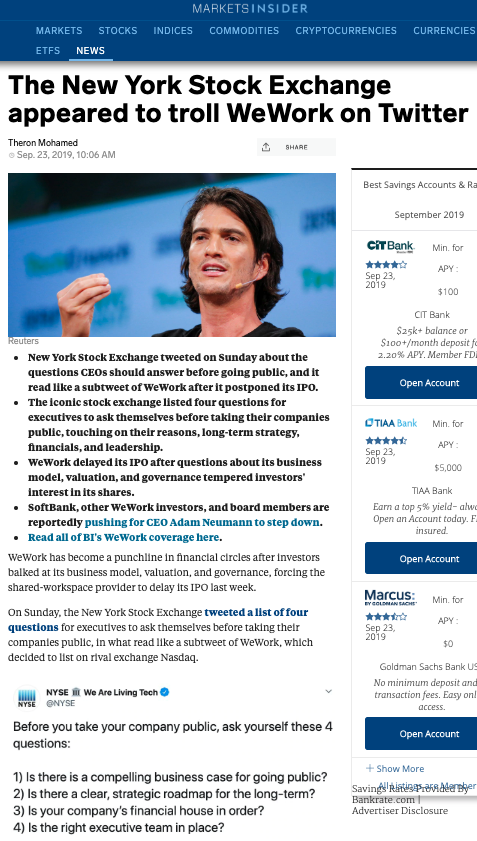 MARKETS INSIDER
MARKETS STOCKS INDICES COMMODITIES CRYPTOCURRENCIES CURRENCIES
ETFS NEWS
The New York Stock Exchange
appeared to troll WeWork on Twitter
Theron Mohamed
Sep. 23, 2019, 10:06 AM
SHARE
Reuters
• New York Stock Exchange tweeted on Sunday about the
questions CEOs should answer before going public, and it
read like a subtweet of WeWork after it postponed its IPO.
• The iconic stock exchange listed four questions for
executives to ask themselves before taking their companies
public, touching on their reasons, long-term strategy,
financials, and leadership.
• WeWork delayed its IPO after questions about its business
model, valuation, and governance tempered investors'
interest in its shares.
• SoftBank, other WeWork investors, and board members are
reportedly pushing for CEO Adam Neumann to step down.
• Read all of BI's WeWork coverage here.
WeWork has become a punchline in financial circles after investors
balked at its business model, valuation, and governance, forcing the
shared-workspace provider to delay its IPO last week.
On Sunday, the New York Stock Exchange tweeted a list of four
questions for executives to ask themselves before taking their
companies public, in what read like a subtweet of WeWork, which
decided to list on rival exchange Nasdaq.
NYSE
NYSE 🏛 We Are Living Tech
@NYSE
Before you take your company public, ask yourself these 4
questions:
1) Is there is a compelling business case for going public?
2) Is there a clear, strategic roadmap for the long-term?
3) Is your company's financial house in order?
4) Is the right executive team in place?
Best Savings Accounts & Ra
September 2019
CIT Bank
Min. for
Sep 23,
2019
APY :
$100
CIT Bank
$25k+ balance or
$100+/month deposit fo
2.20% APY. Member FDI
Open Account
TIAA Bank
Min. for
Sep 23,
2019
APY :
$5,000
TIAA Bank
Earn a top 5% yield– alwa
Open an Account today. F
insured.
Open Account
Marcus:
BY GOLDMAN SACHS
Min. for
Sep 23,
2019
APY :
$0
Goldman Sachs Bank US
No minimum deposit and
transaction fees. Easy onl
access.
Open Account
+ Show More
All Listings are Member
Savings Rates Provided By
Bankrate.com |
Advertiser Disclosure